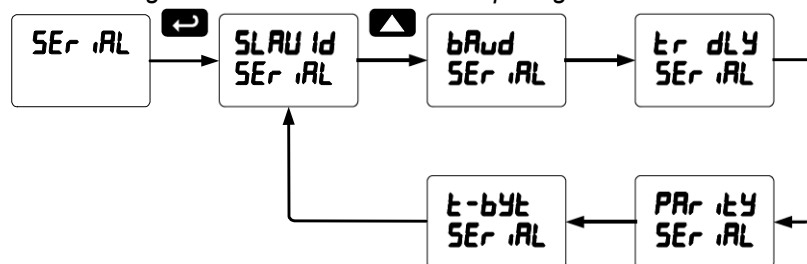 SEr iAL
SLAV Id
SEr iAL
bAud
SEr iAL
tr dLY
SEr iAL
t-bYt
SEr iAL
PAr itY
SEr iAL